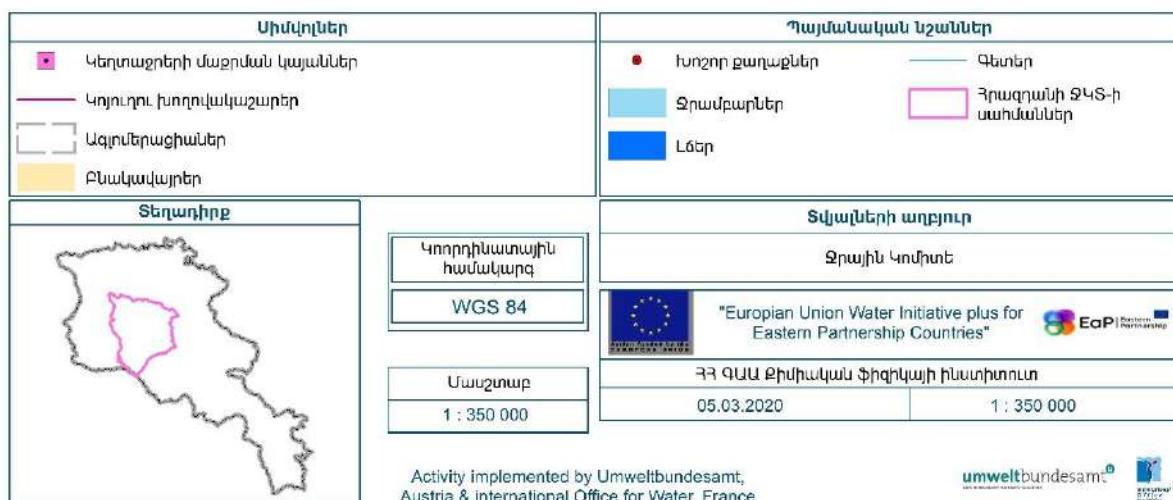 Սիմվոլներ
Կեղտաջրերի մաքրման կայաններ
Կոյուղու խողովակաշարեր
Ագլոմերացիաներ
Բնակավայրեր
Պայմանական նշաններ
Խոշոր քաղաքներ
Ջրամբարներ
Լճեր
Գետեր
Հրազդանի ՋԿՏ-ի
սահմաններ
Տեղադիրք
Կոորդինատային
համակարգ
WGS 84
Մասշտաբ
1 : 350 000
Տվյալների աղբյուր
Ջրային Կոմիտե
"Europian Union Water Initiative plus for
Eastern Partnership Countries"
EaP Eastern
Partnership
ՀՀ ԳԱԱ Քիմիական ֆիզիկայի ինստիտուտ
05.03.2020
1 : 350 000
Activity implemented by Umweltbundesamt,
Austria & international Office for Water, France
umweltbundesamt